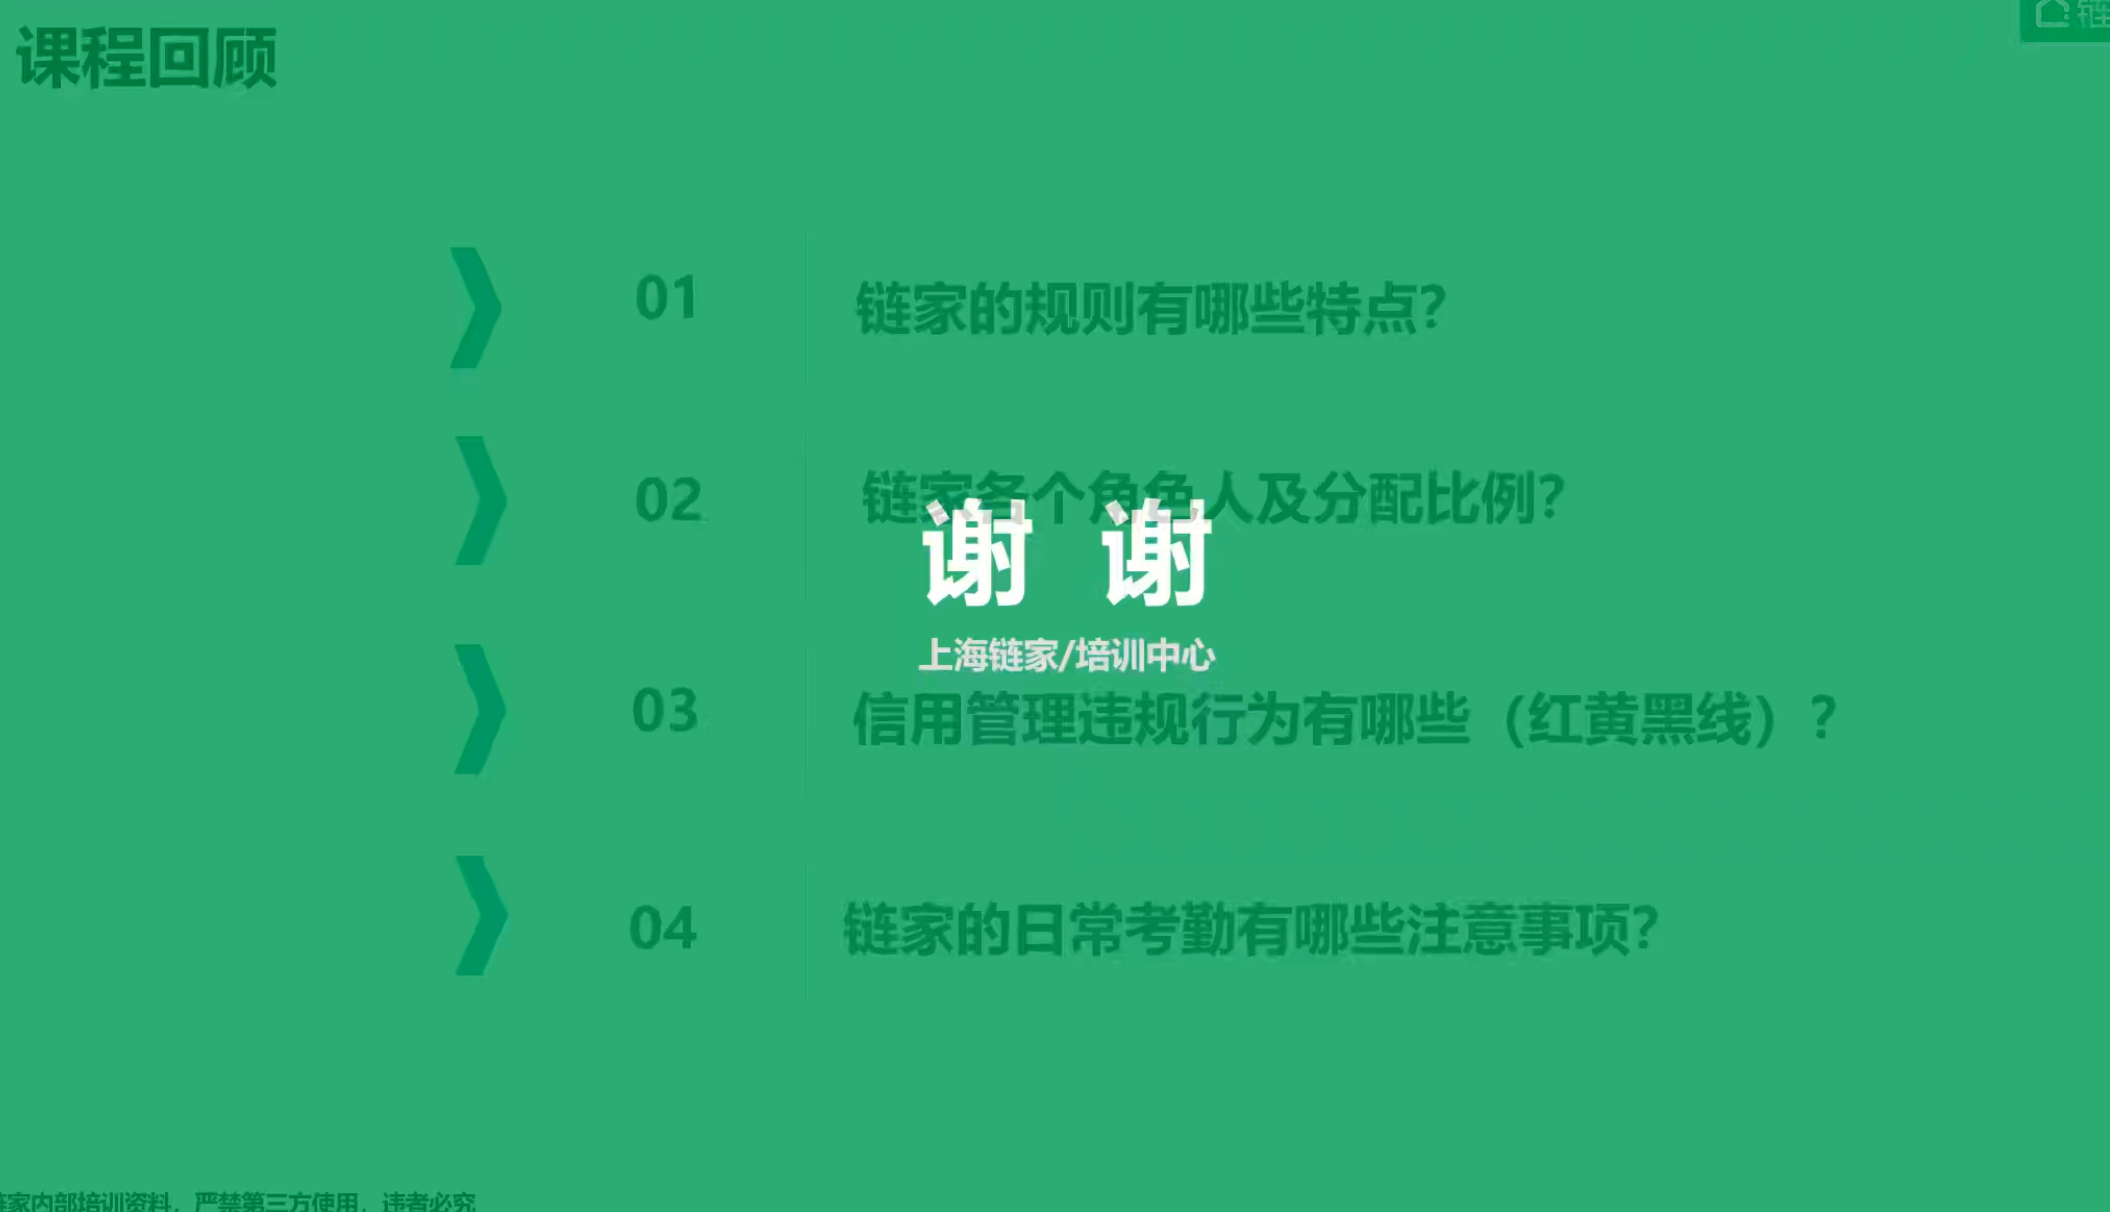 课程回顾
链
01
链家的规则有哪些特点?
02
链家各个角色人及分配比例?
谢 谢
上海链家/培训中心
03
信用管理违规行为有哪些（红黄黑线）?
04
链家的日常考勤有哪些注意事项?
链家内部培训资料，严禁第三方使用，违者必究